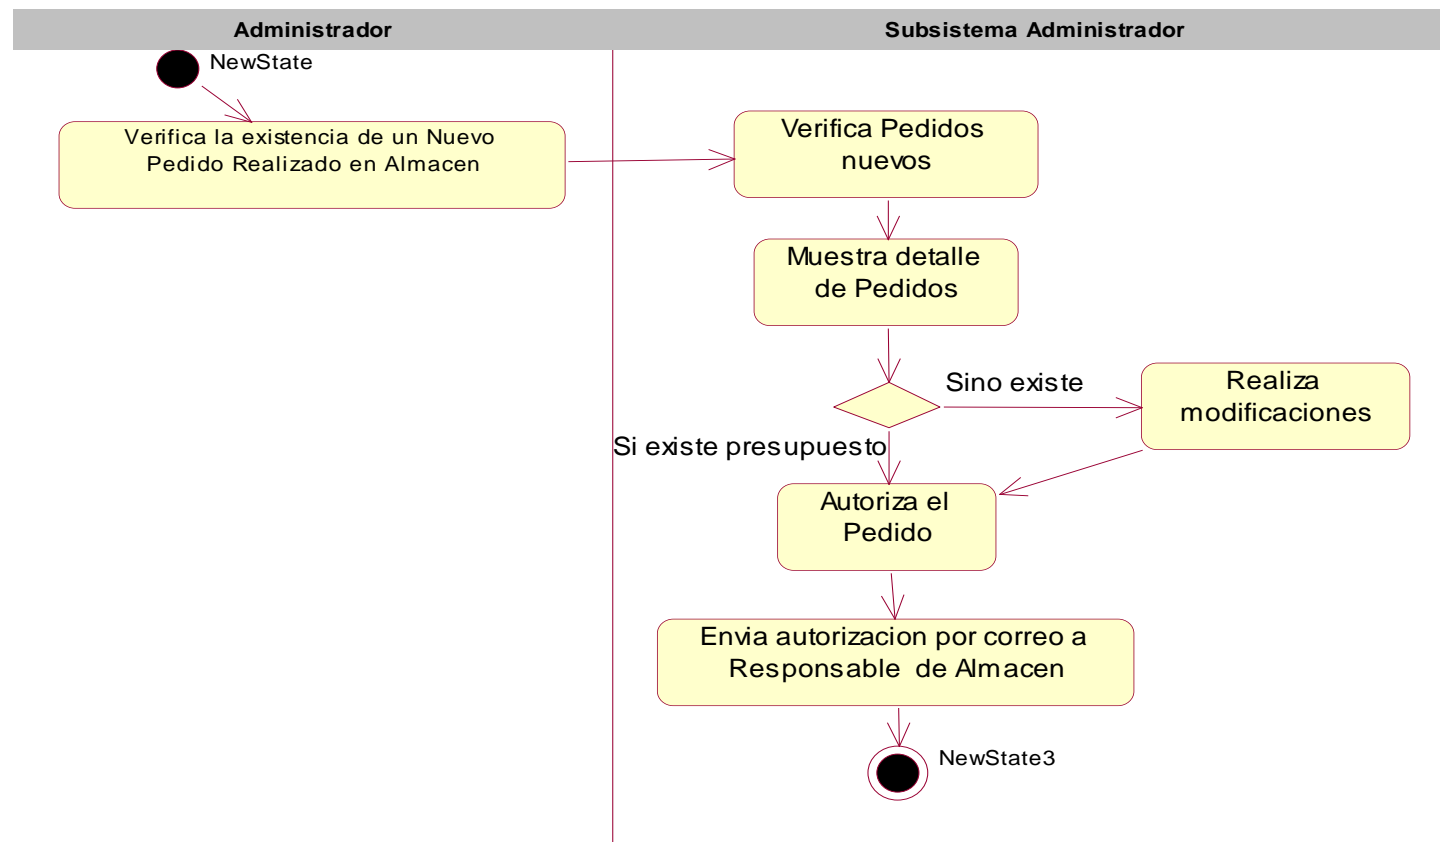 Administrador
Subsistema Administrador
NewState
Verifica la existencia de un Nuevo
Pedido Realizado en Almacen
Verifica Pedidos
nuevos
Muestra detalle
de Pedidos
Sino existe
Realiza
modificaciones
Si existe presupuesto
Autoriza el
Pedido
Envia autorizacion por correo a
Responsable de Almacen
NewState3